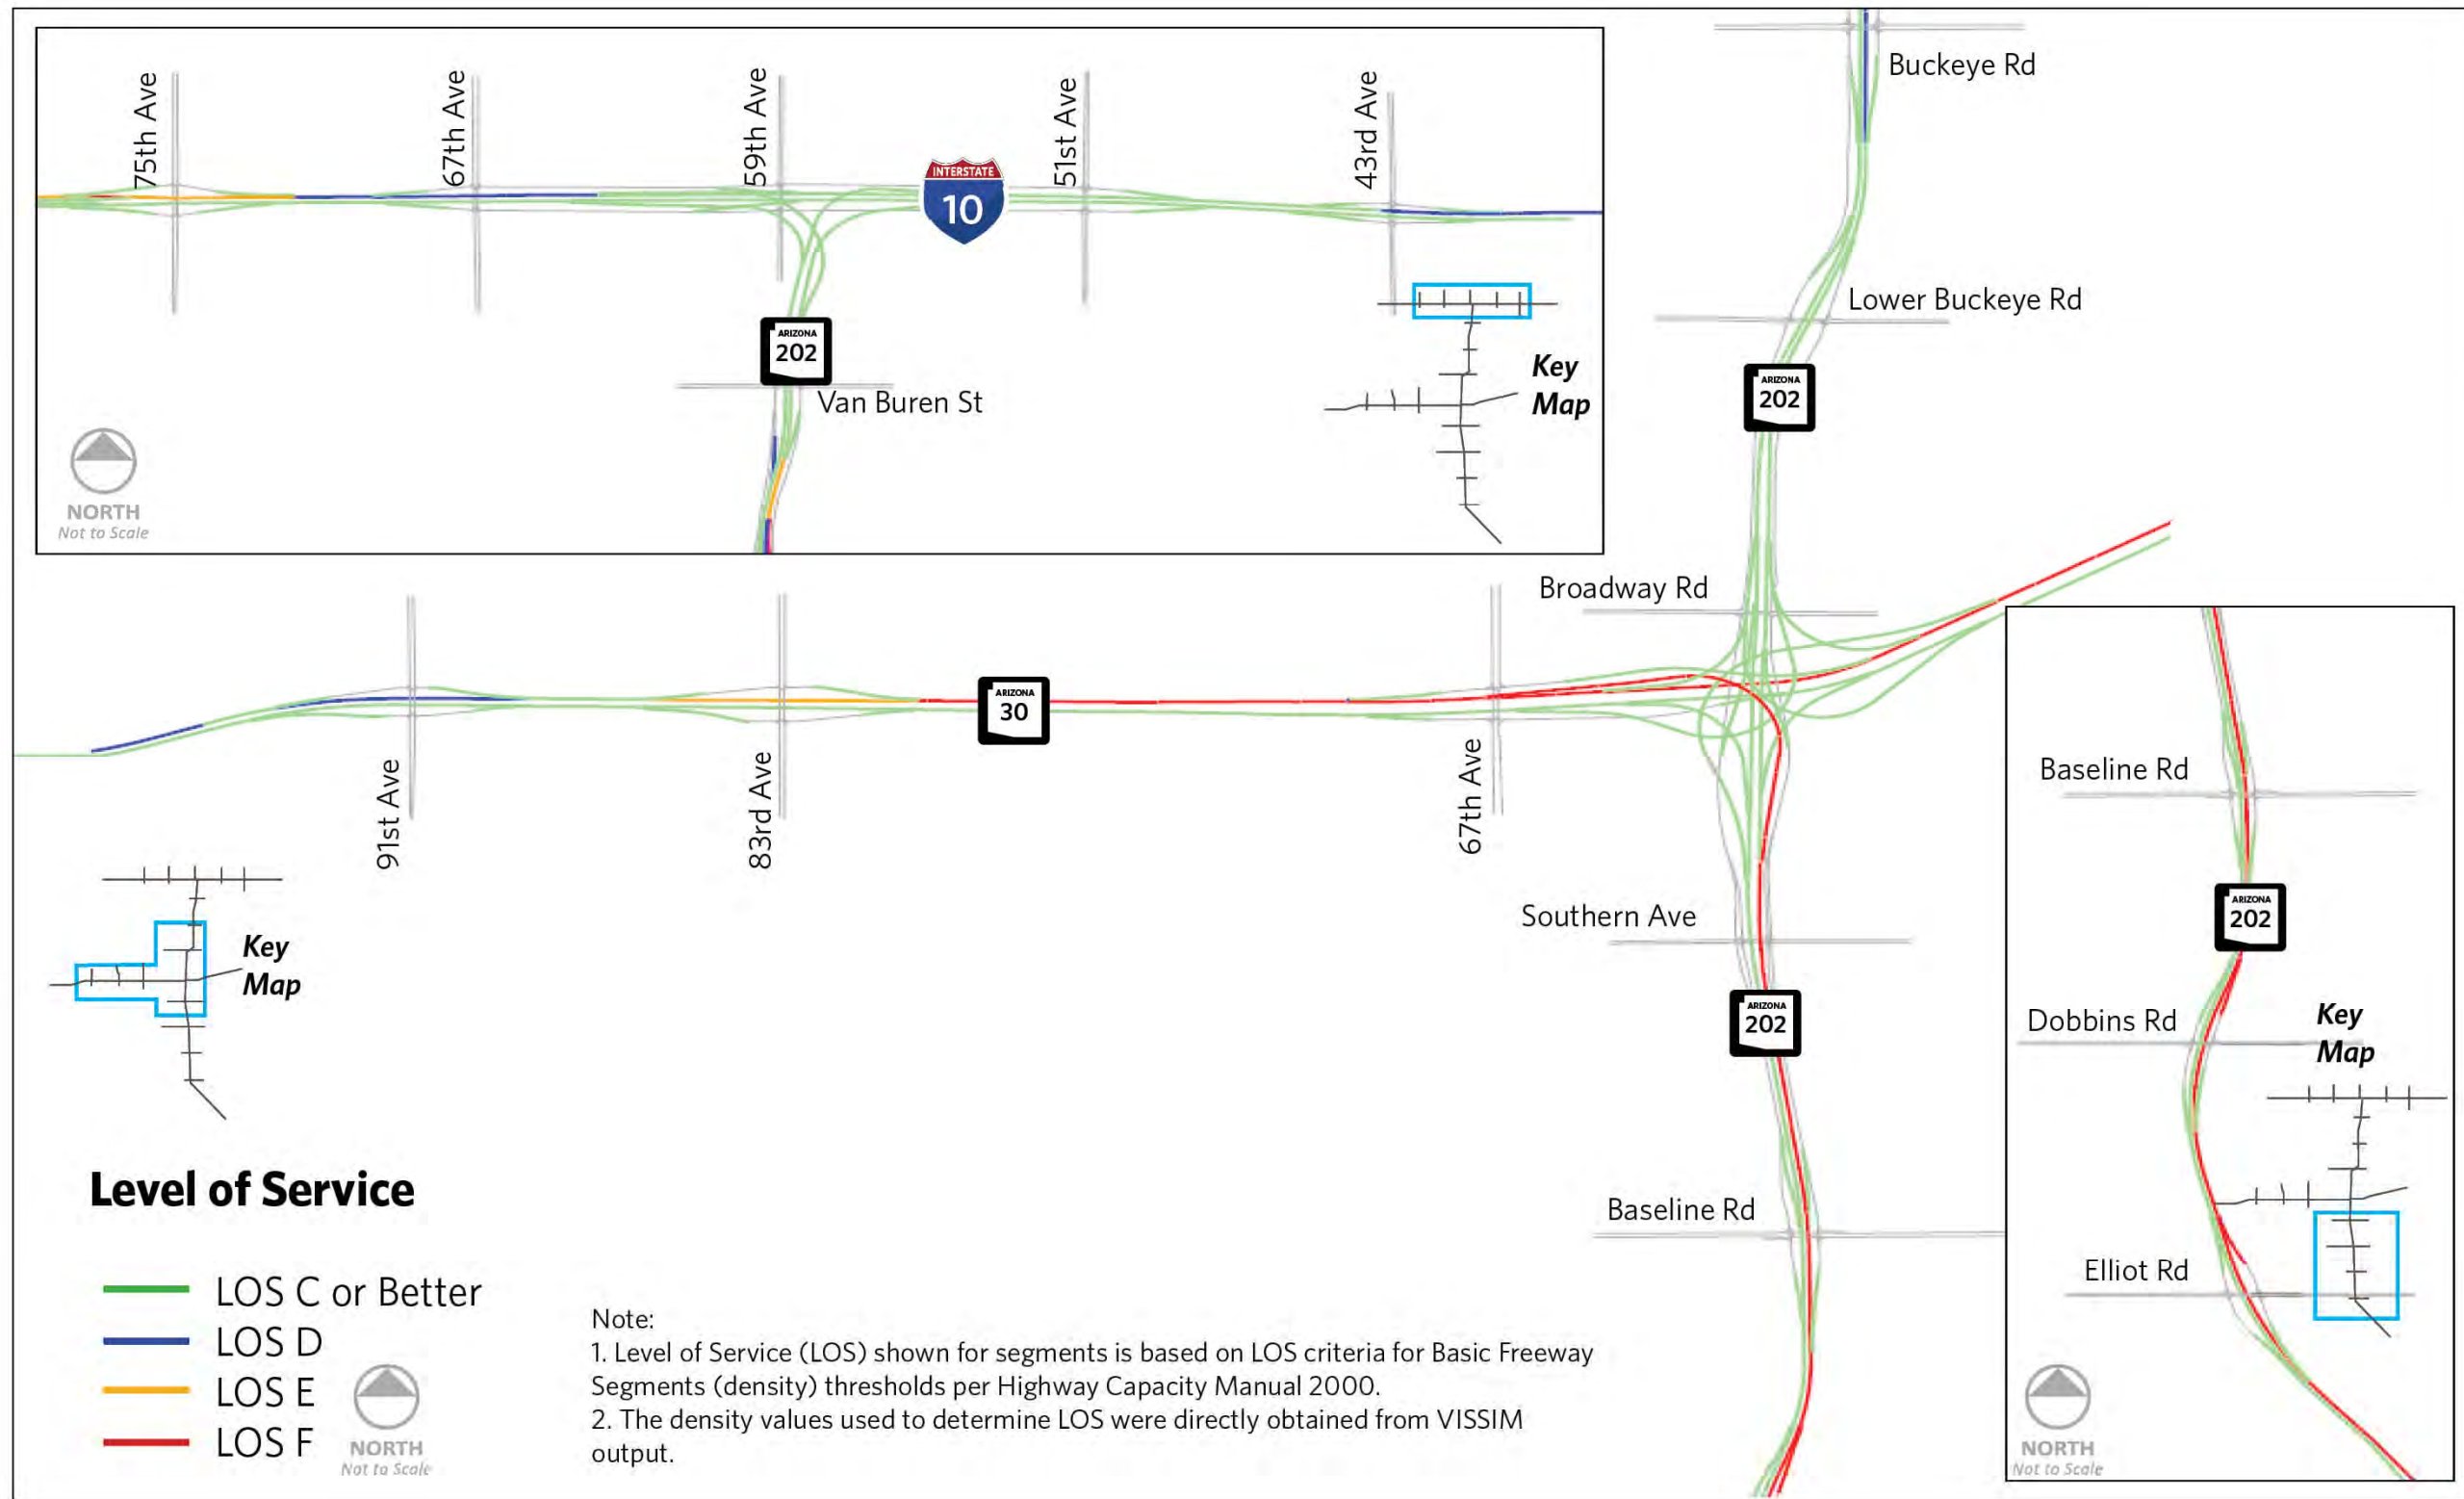 75th Ave
67th Ave
59th Ave
51st Ave
43rd Ave
INTERSTATE
10
ARIZONA
202
Van Buren St
Key
Map
NORTH
Not to Scale
Buckeye Rd
Lower Buckeye Rd
ARIZONA
202
Broadway Rd
ARIZONA
30
91st Ave
83rd Ave
67th Ave
Southern Ave
ARIZONA
202
Baseline Rd
Key
Map
Baseline Rd
ARIZONA
202
Dobbins Rd
Key
Map
Elliot Rd
NORTH
Not to Scale
Level of Service
LOS C or Better
LOS D
LOS E
LOS F
NORTH
Not to Scale
Note:
1. Level of Service (LOS) shown for segments is based on LOS criteria for Basic Freeway
Segments (density) thresholds per Highway Capacity Manual 2000.
2. The density values used to determine LOS were directly obtained from VISSIM
output.